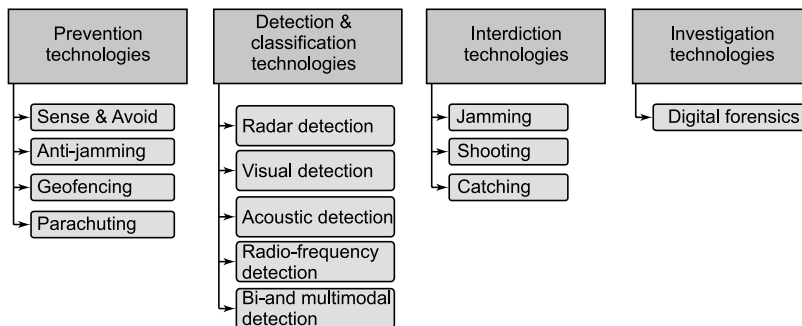 Prevention
technologies
Sense & Avoid
Anti-jamming
Geofencing
Parachuting
Detection &
classification
technologies
Radar detection
Visual detection
Acoustic detection
Radio-frequency
detection
Bi-and multimodal
detection
Interdiction
technologies
Jamming
Shooting
Catching
Investigation
technologies
Digital forensics